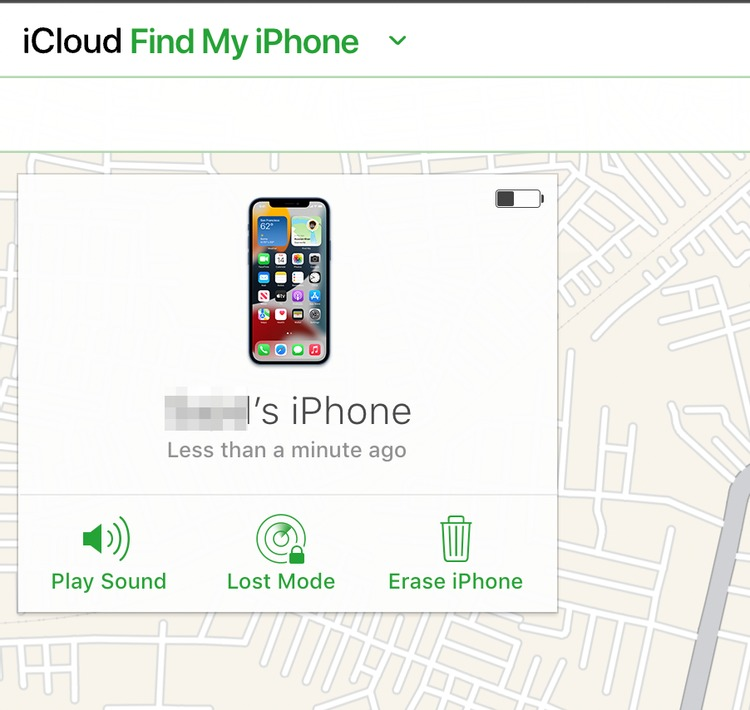 iCloud Find My iPhone
's iPhone
Less than a minute ago
Play Sound Lost Mode Erase iPhone